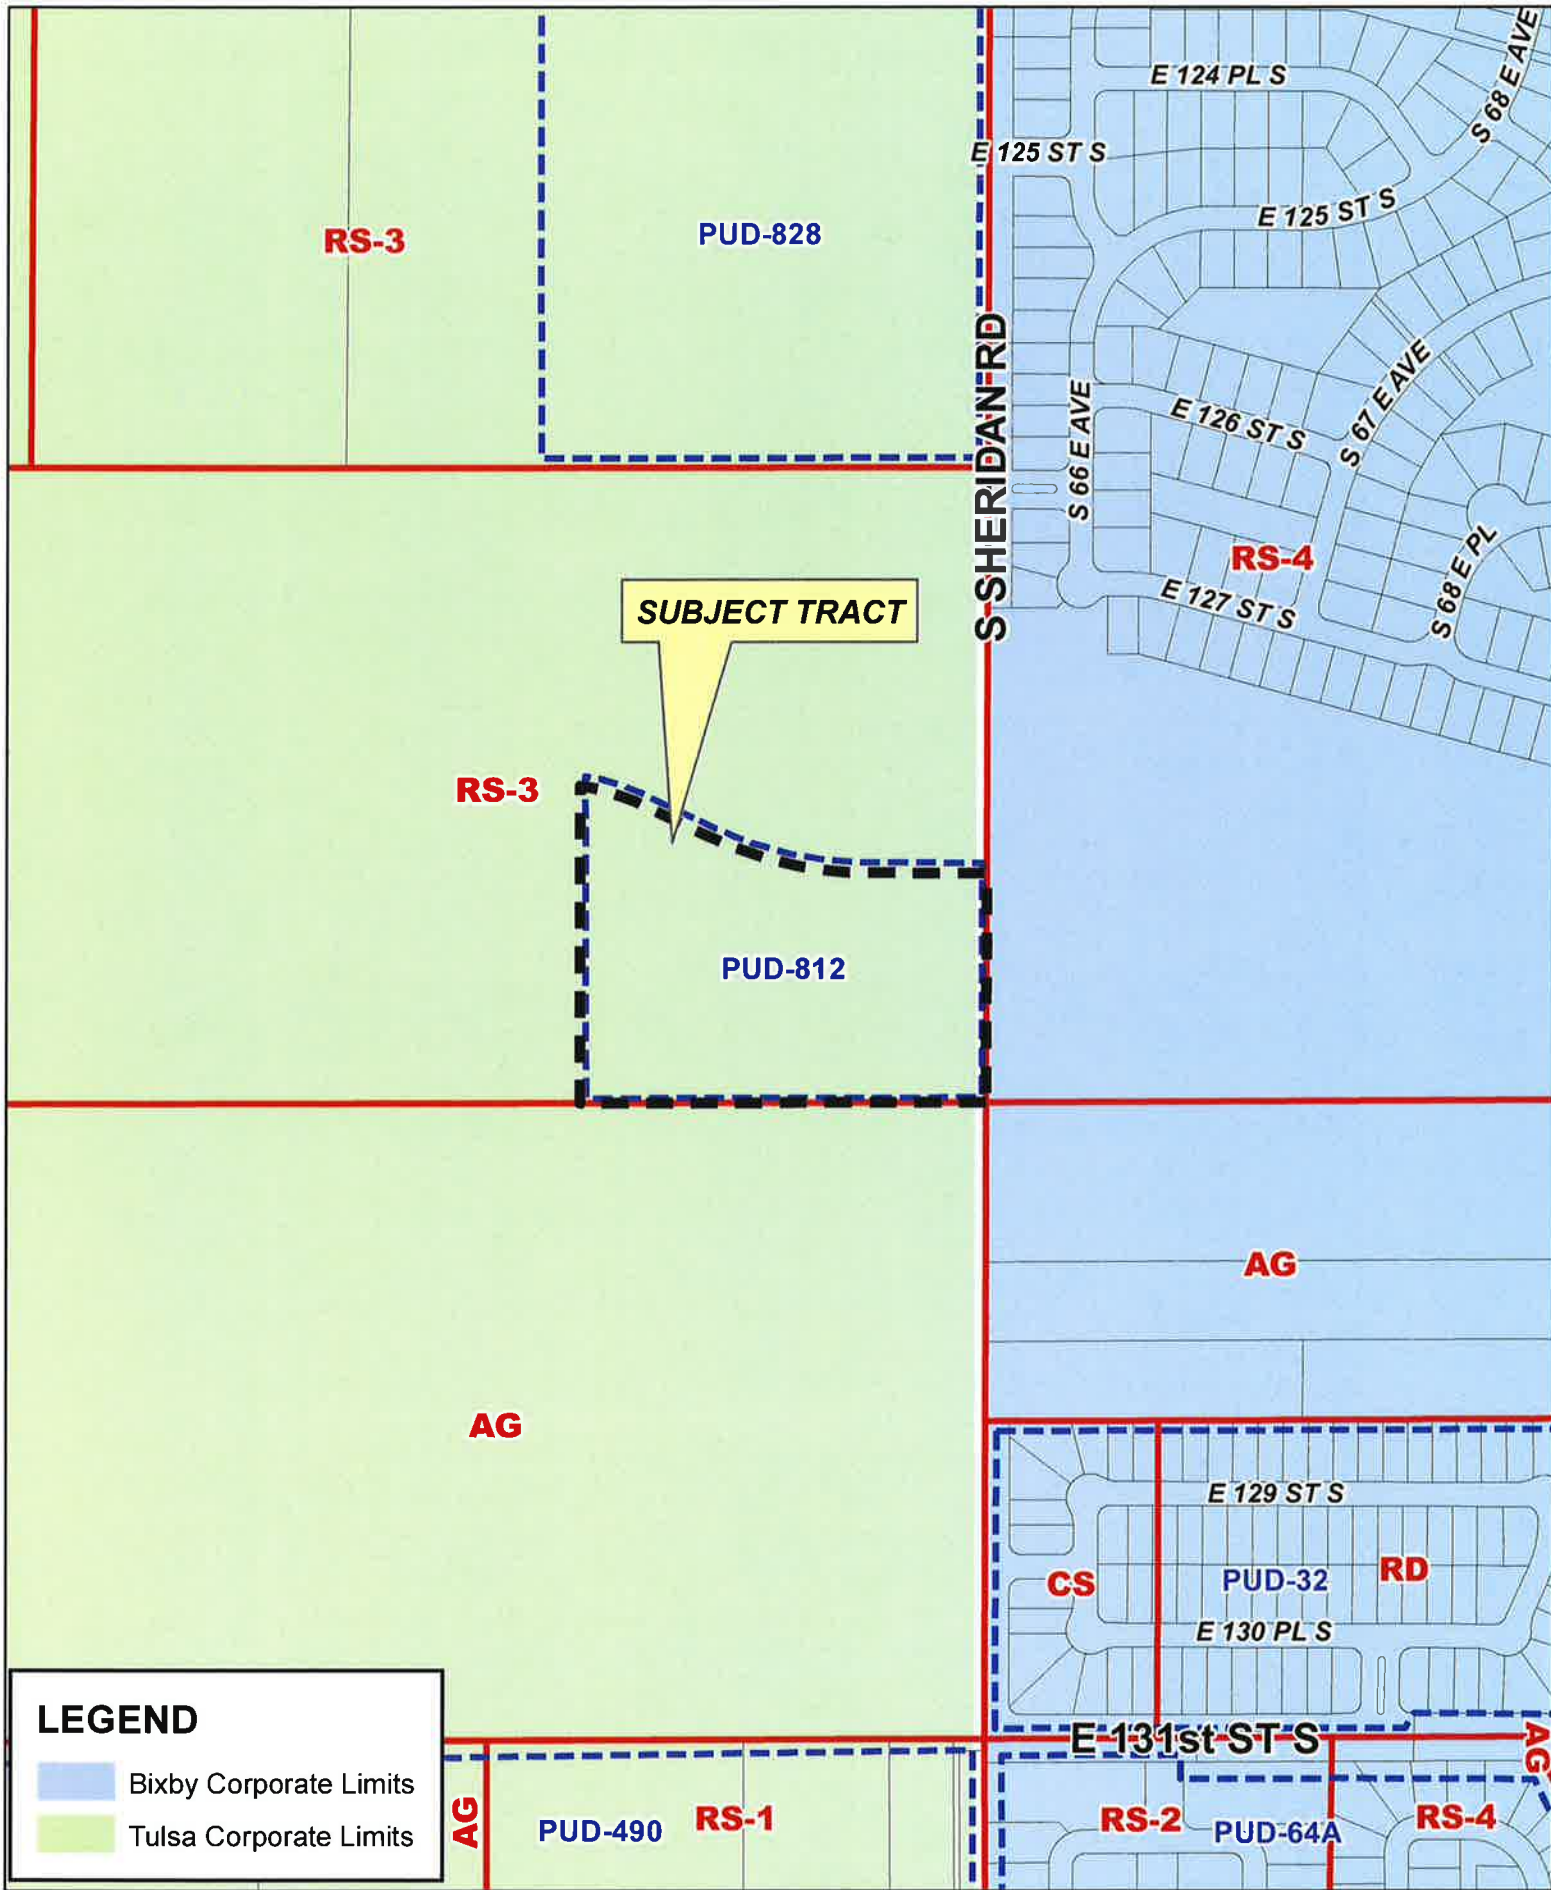 E 124 PL S
S 68 E AVE
E 125 ST S
E 125 ST S
RS-3
PUD-828
S SHERIDAN RD
S 66 E AVE
E 126 ST S
S 67 E AVE
RS-4
S 68 E PL
E 127 ST S
SUBJECT TRACT
RS-3
PUD-812
AG
AG
E 129 ST S
CS
PUD-32
RD
E 130 PL S
E 131st ST S
AG
LEGEND
Bixby Corporate Limits
Tulsa Corporate Limits
AG
PUD-490
RS-1
RS-2
PUD-64A
RS-4